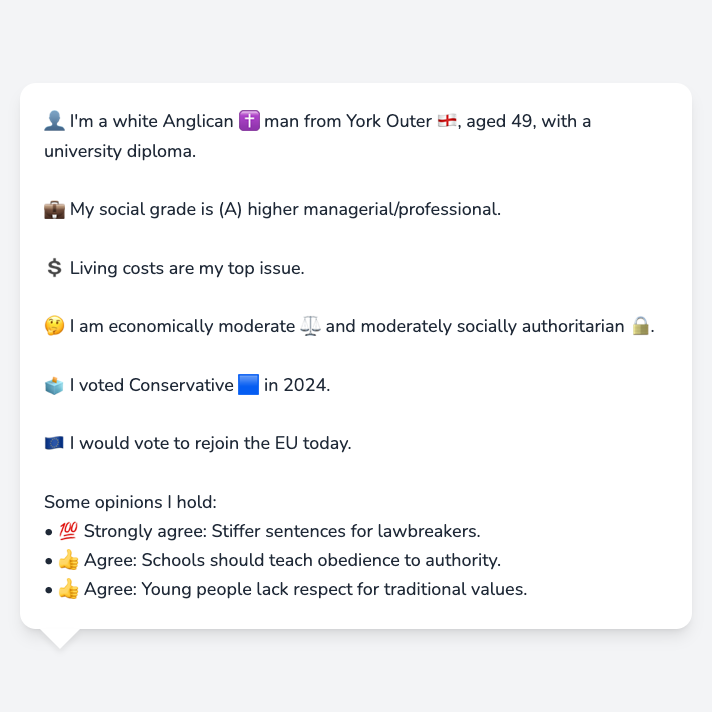 👤 I'm a white Anglican ✝️ man from York Outer 🏴󠁧󠁢󠁥󠁮󠁧󠁿, aged 49, with a
university diploma.
💼 My social grade is (A) higher managerial/professional.
💲 Living costs are my top issue.
🤔 I am economically moderate ⚖️ and moderately socially authoritarian 🔒.
🗳️ I voted Conservative 🟦 in 2024.
🇪🇺 I would vote to rejoin the EU today.
Some opinions I hold:
• 💯 Strongly agree: Stiffer sentences for lawbreakers.
• 👍 Agree: Schools should teach obedience to authority.
• 👍 Agree: Young people lack respect for traditional values.